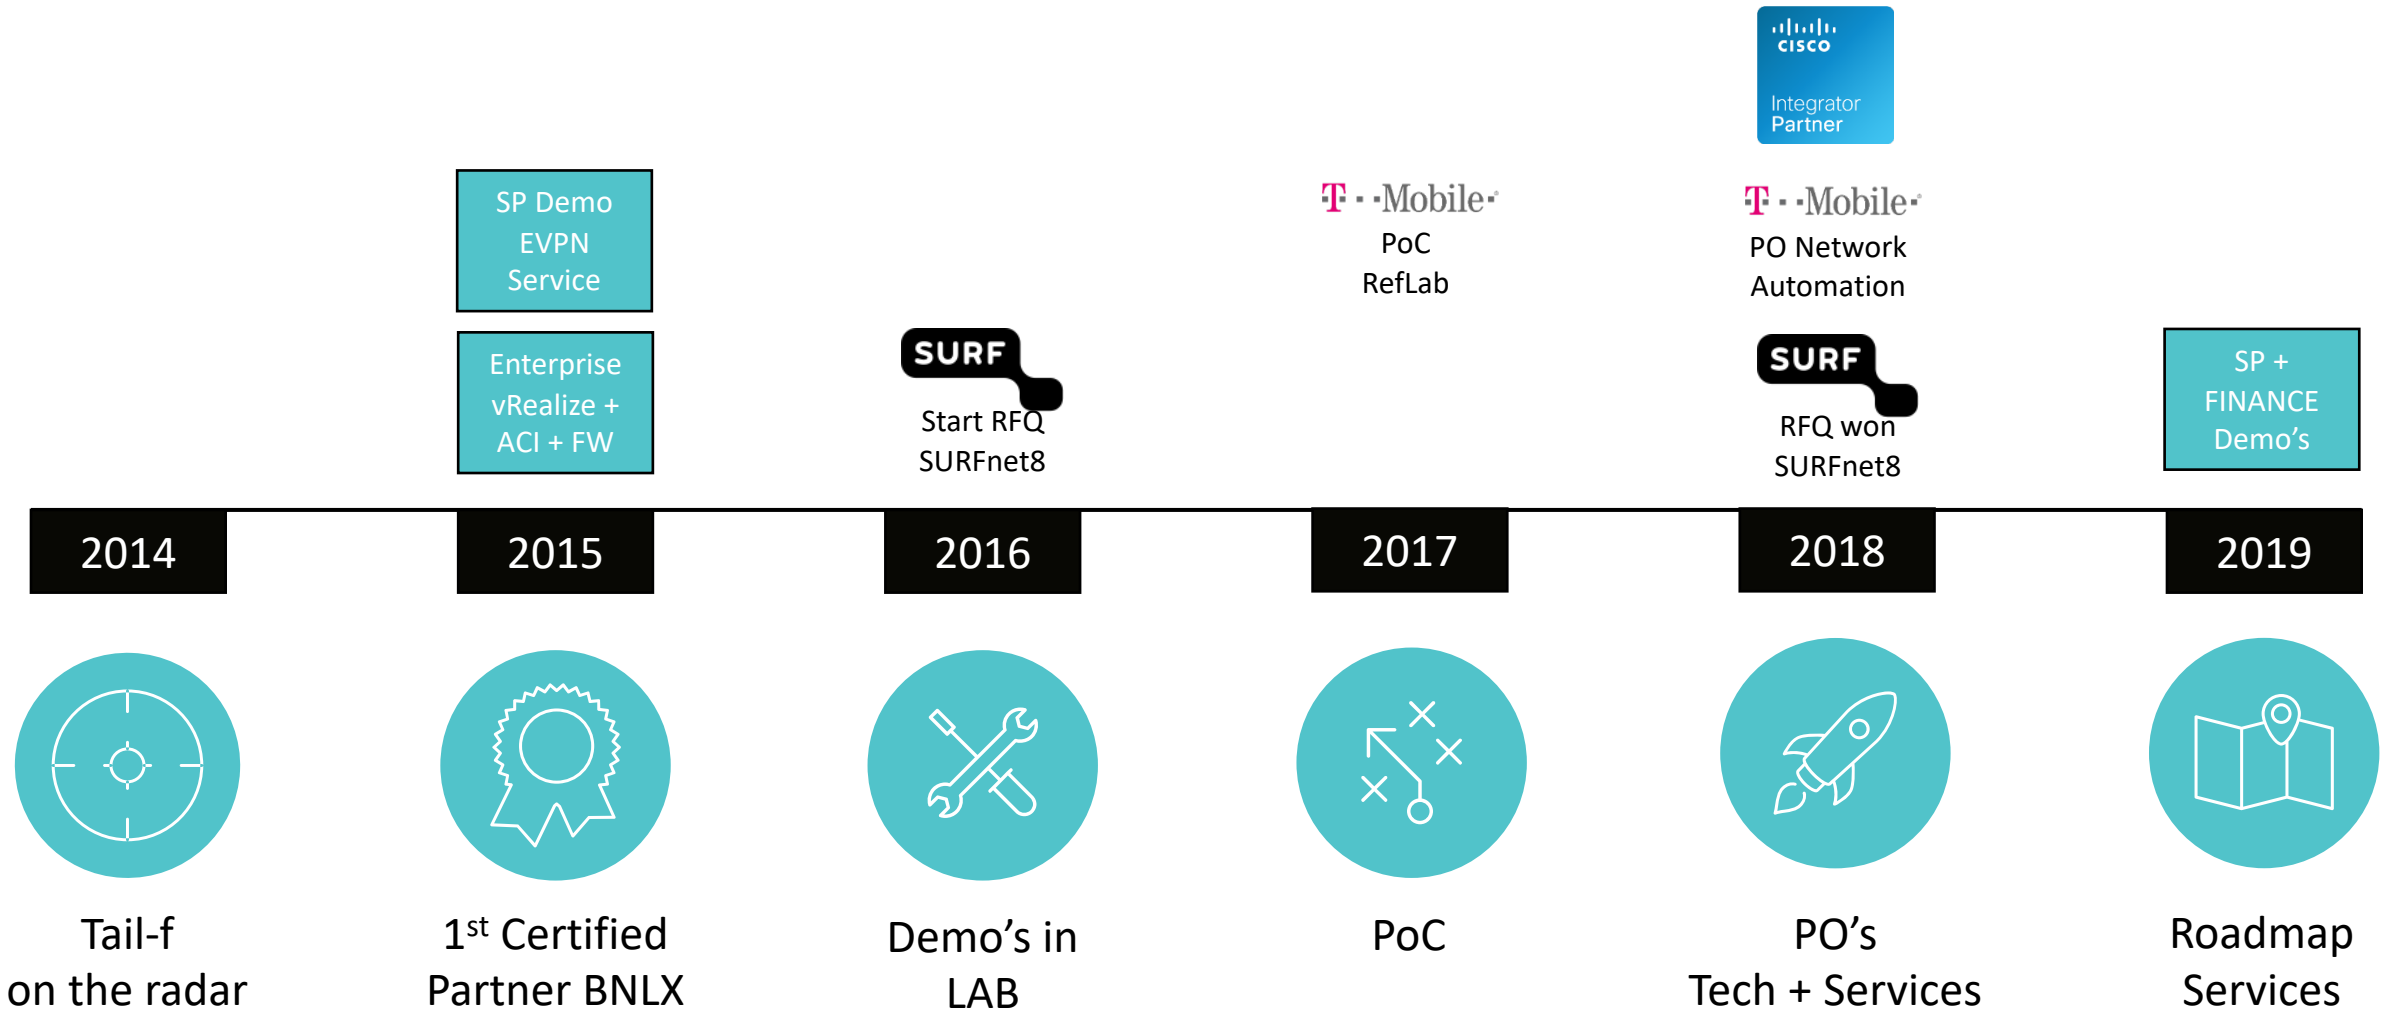 CISCO
Integrator
Partner
SP Demo
EVPN
Service
Enterprise
vRealize +
ACI + FW
SURF
Start RFQ
SURFnet8
T··Mobile·®
PoC
RefLab
T··Mobile·®
PO Network
Automation
SURF
RFQ won
SURFnet8
SP +
FINANCE
Demo’s
2014
2015
2016
2017
2018
2019
Tail-f
on the radar
1st Certified
Partner BNLX
Demo’s in
LAB
PoC
PO’s
Tech + Services
Roadmap
Services